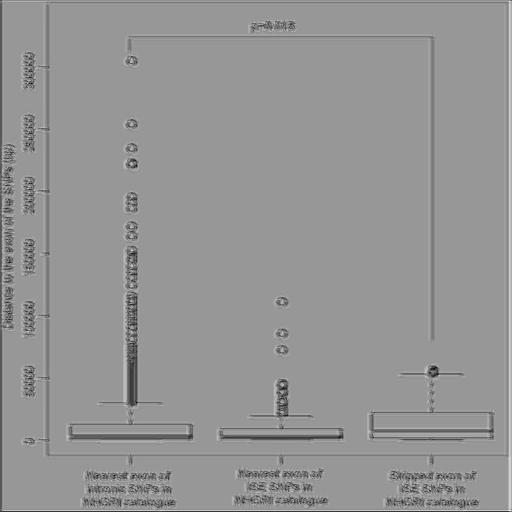 p=0.018
Distance to the exon of the SNPs (bp)
300000
250000
200000
150000
100000
50000
0
Nearest exon of
intronic SNPs in
NHGRI catalogue
Nearest exon of
ISE SNPs in
NHGRI catalogue
Skipped exon of
ISE SNPs in
NHGRI catalogue